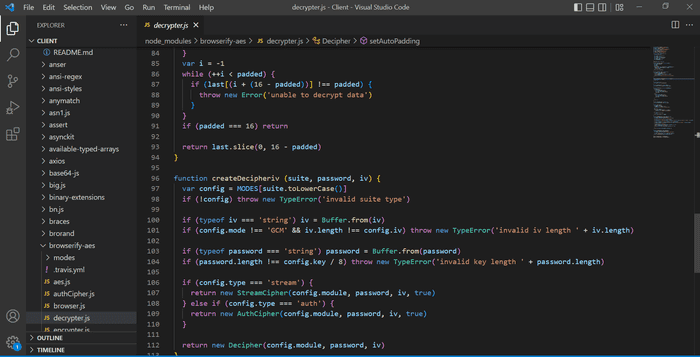 File Edit Selection View Go Run Terminal Help
decrypter.js - Client - Visual Studio Code
EXPLORER
CLIENT
README.md
anser
ansi-regex
ansi-styles
anymatch
asn1.js
assert
asynckit
available-typed-arrays
axios
base64-js
big.js
binary-extensions
bn.js
braces
brorand
browserify-aes
modes
.travis.yml
aes.js
authCipher.js
browser.js
decrypter.js
encrypter.js
OUTLINE
TIMELINE
decrypter.js
node_modules > browserify-aes > decrypter.js > Decipher > setAutoPadding
84 }
85 var i = -1
86 while (++i < padded) {
87 if (last[(i + (16 - padded))] !== padded) {
88 throw new Error('unable to decrypt data')
89 }
90 }
91 if (padded === 16) return
92
93 return last.slice(0, 16 - padded)
94 }
95
96 function createDecipheriv (suite, password, iv) {
97 var config = MODES[suite.toLowerCase()]
98 if (!config) throw new TypeError('invalid suite type')
99
100 if (typeof iv === 'string') iv = Buffer.from(iv)
101 if (config.mode !== 'GCM' && iv.length !== config.iv) throw new TypeError('invalid iv length ' + iv.length)
102
103 if (typeof password === 'string') password = Buffer.from(password)
104 if (password.length !== config.key / 8) throw new TypeError('invalid key length ' + password.length)
105
106 if (config.type === 'stream') {
107 return new StreamCipher(config.module, password, iv, true)
108 } else if (config.type === 'auth') {
109 return new AuthCipher(config.module, password, iv, true)
110 }
111
112 return new Decipher(config.module, password, iv)
113 }